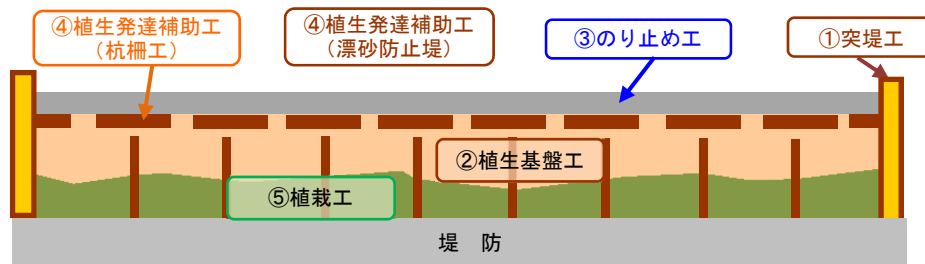 ④植生発達補助工
（杭柵工）
④植生発達補助工
（漂砂防止堤）
③のり止め工
①突堤工
②植生基盤工
⑤植栽工
堤　防